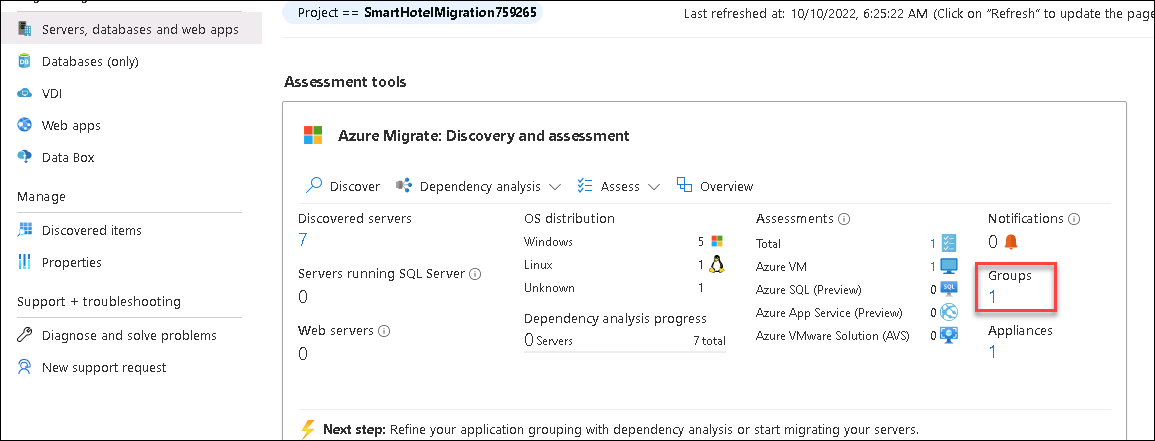 Servers, databases and web apps
Databases (only)
VDI
Web apps
Data Box
Manage
Discovered items
Properties
Support + troubleshooting
Diagnose and solve problems
New support request
Project == SmartHotelMigration759265
Last refreshed at: 10/10/2022, 6:25:22 AM (Click on "Refresh" to update the page
Assessment tools
Azure Migrate: Discovery and assessment
Discover Dependency analysis Assess Overview
Discovered servers
7
Servers running SQL Server
0
Web servers
0
OS distribution
Windows 5
Linux 1
Unknown 1
Dependency analysis progress
0 Servers 7 total
Assessments
Total 1
Azure VM 1
Azure SQL (Preview) 0 SQL
Azure App Service (Preview) 0
Azure VMware Solution (AVS) 0
Notifications
0
Groups
1
Appliances
1
Next step: Refine your application grouping with dependency analysis or start migrating your servers.